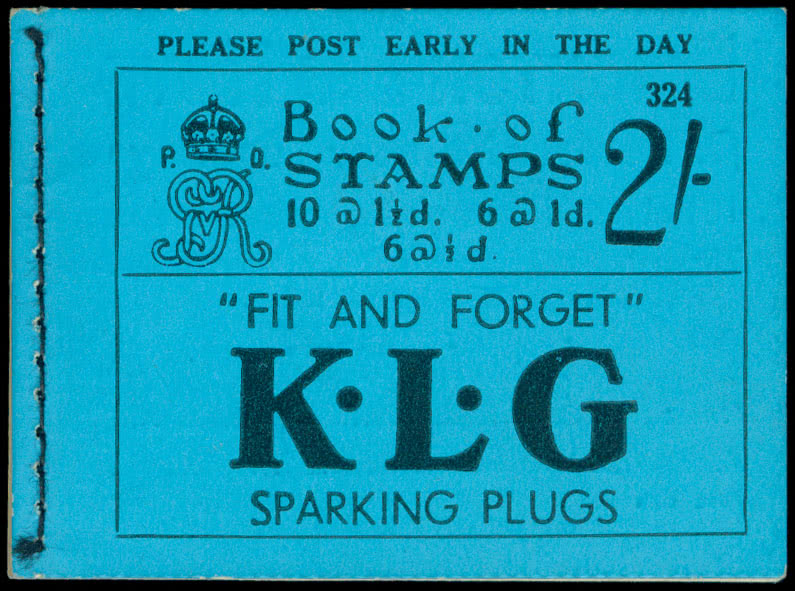 PLEASE POST EARLY IN THE DAY
324
Book · of
P. O.
STAMPS
2/-
10 @ 1½d. 6 @ 1d.
6 @ ½d.
"FIT AND FORGET"
K·L·G
SPARKING PLUGS